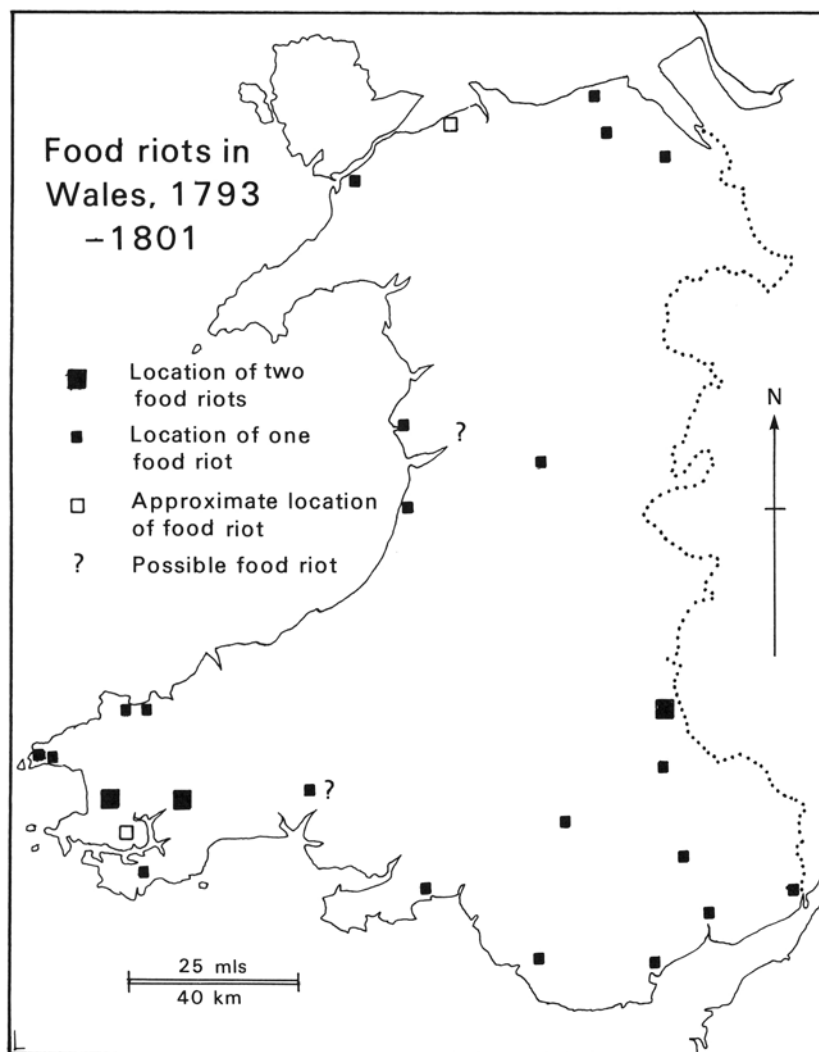 Food riots in
Wales, 1793
–1801
Location of two
food riots
Location of one
food riot
Approximate location
of food riot
? Possible food riot
N
?
?
25 mls
40 km